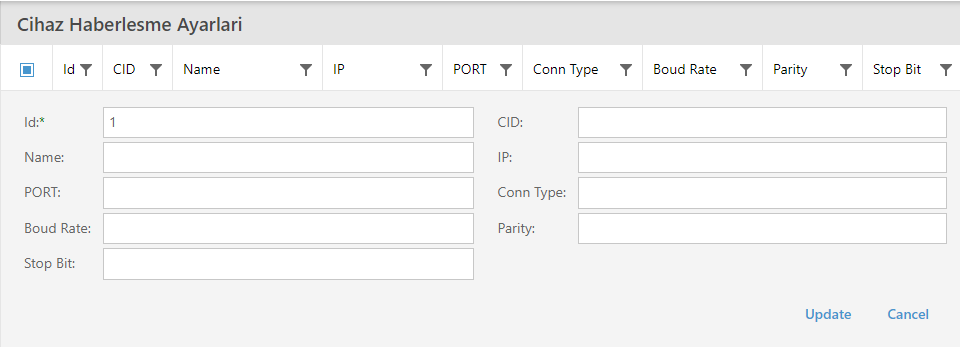 Cihaz Haberlesme Ayarlari
Id CID Name IP PORT Conn Type Boud Rate Parity Stop Bit
Id:* 1 CID:
Name: IP:
PORT: Conn Type:
Boud Rate: Parity:
Stop Bit:
Update Cancel